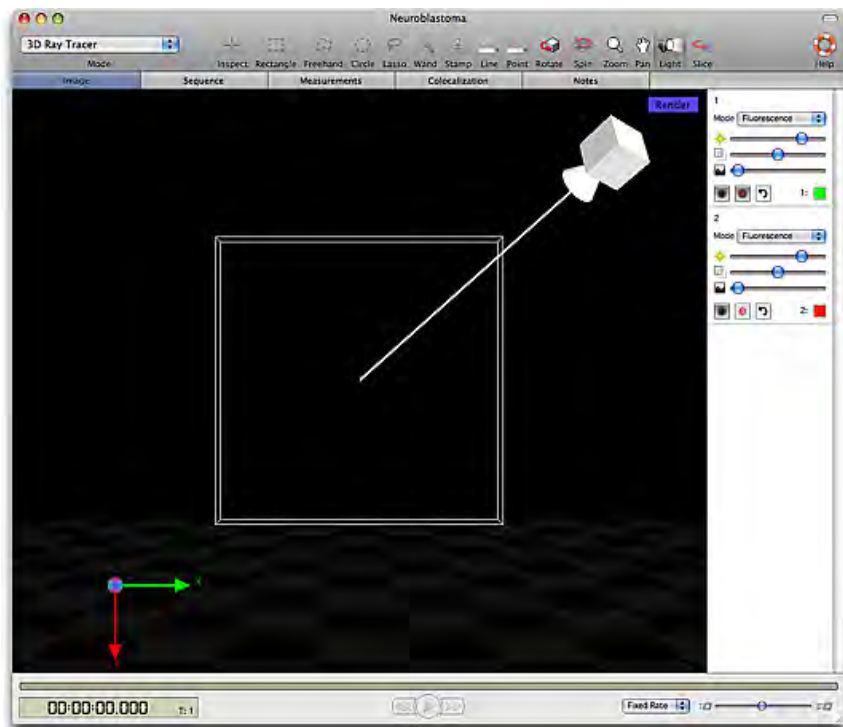 Neuroblastoma
3D Ray Tracer
Mode
Inspect Rectangle Freehand Circle Lasso Wand Stamp Line Point Rotate Spin Zoom Pan Light Slice
Help
Image Sequence Measurements Colocalization Notes
Render
1
Mode Fluorescence
1:
2
Mode Fluorescence
2:
X
00:00:00.000 T: 1
Fixed Rate